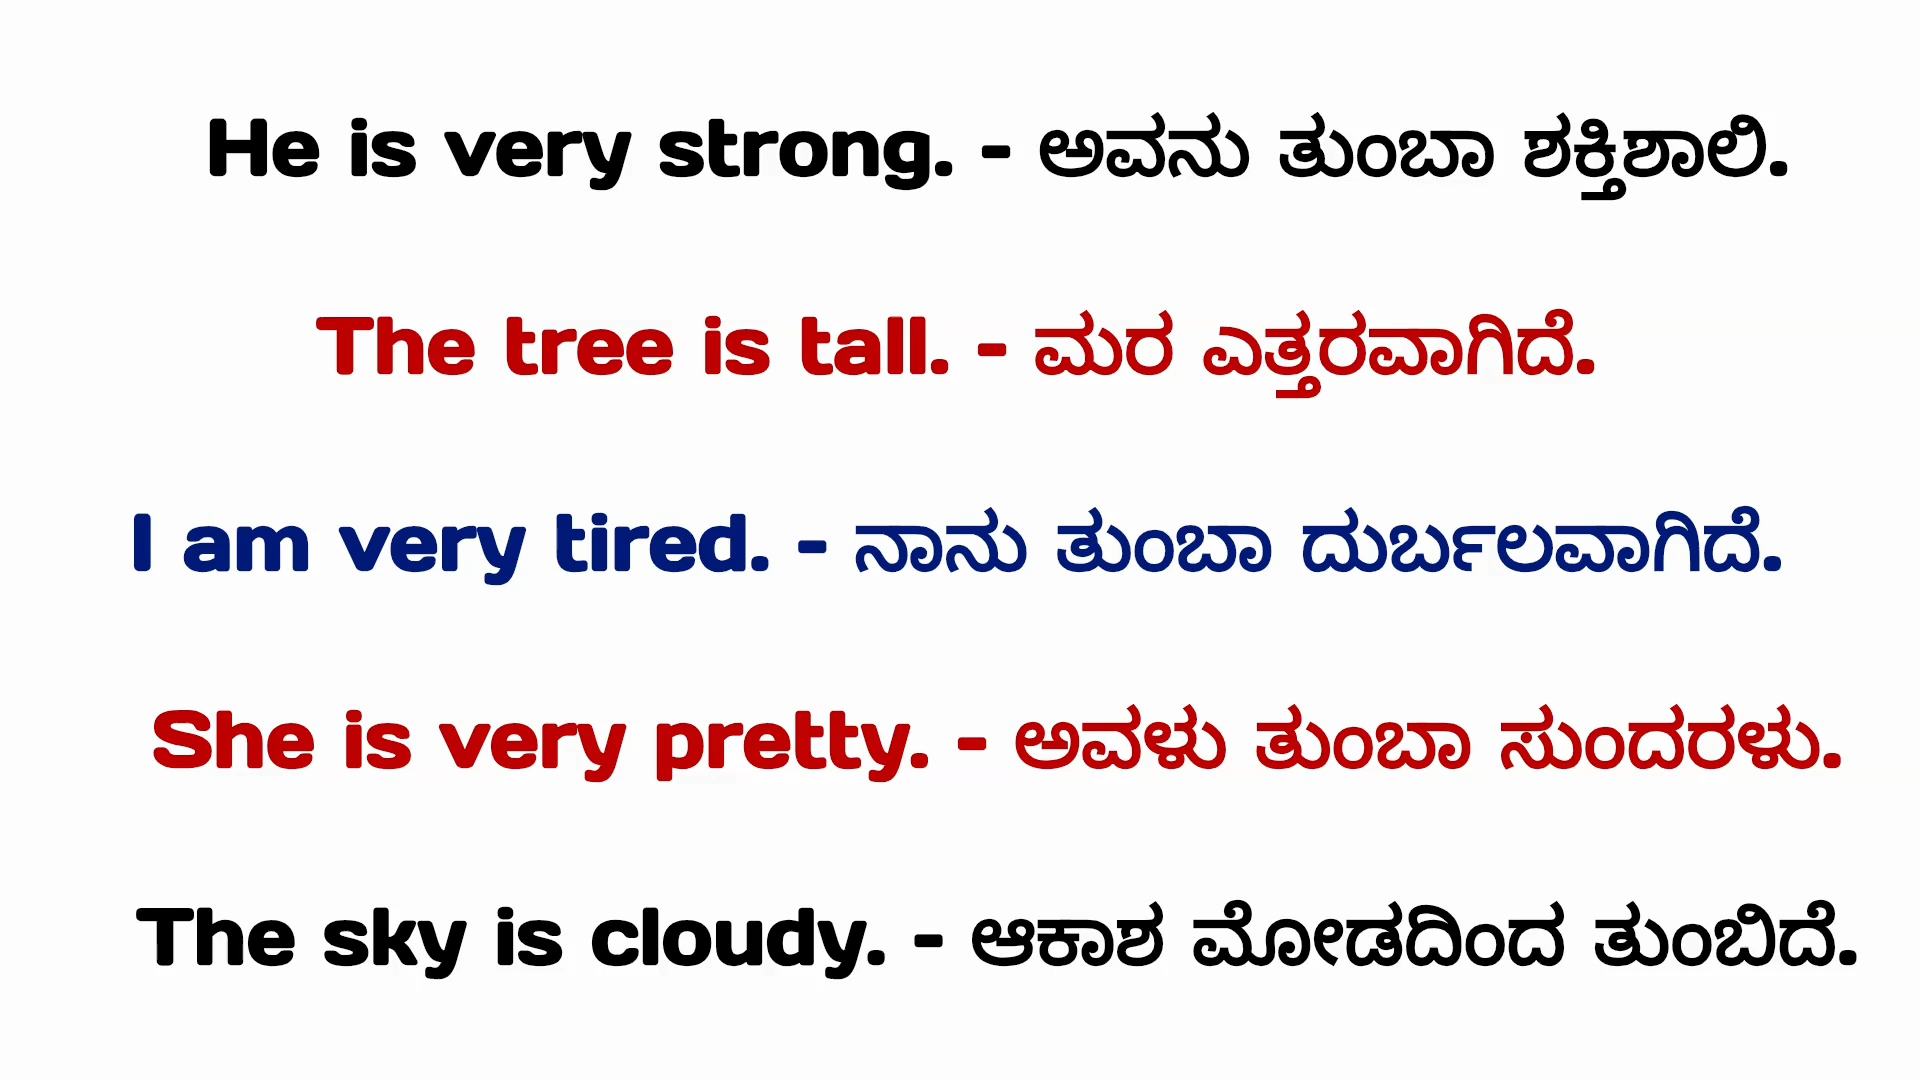 He is very strong. - ಅವನು ತುಂಬಾ ಶಕ್ತಿಶಾಲಿ.
The tree is tall. - ಮರ ಎತ್ತರವಾಗಿದೆ.
I am very tired. - ನಾನು ತುಂಬಾ ದುರ್ಬಲವಾಗಿದೆ.
She is very pretty. - ಅವಳು ತುಂಬಾ ಸುಂದರಳು.
The sky is cloudy. - ಆಕಾಶ ಮೋಡದಿಂದ ತುಂಬಿದೆ.